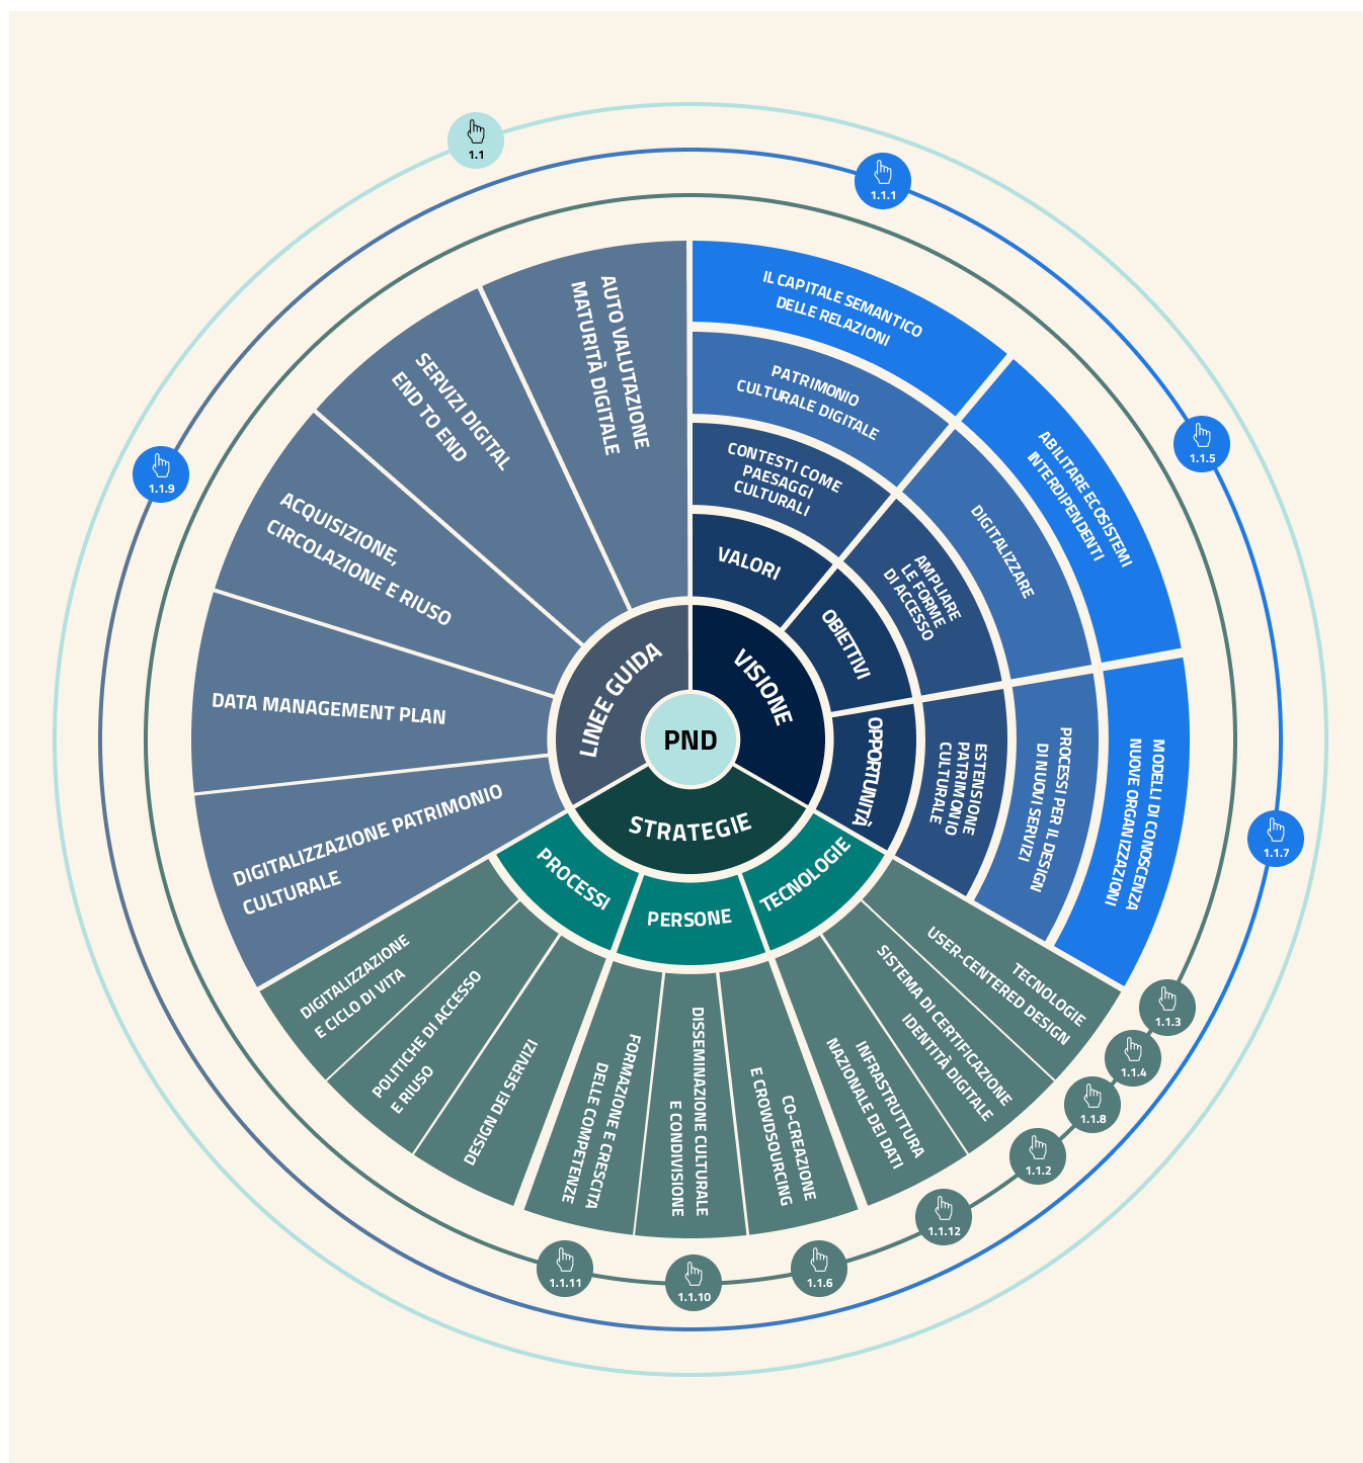 1.1
1.1.1
1.1.5
1.1.9
1.1.7
1.1.3
1.1.4
1.1.8
1.1.2
1.1.12
1.1.6
1.1.10
1.1.11
PND
VISIONE
VALORI
CONTESTI COME
PAESAGGI
CULTURALI
PATRIMONIO
CULTURALE DIGITALE
IL CAPITALE SEMANTICO
DELLE RELAZIONI
OBIETTIVI
AMPLIARE
LE FORME
DI ACCESSO
DIGITALIZZARE
ABILITARE ECOSISTEMI
INTERDIPENDENTI
OPPORTUNITÀ
ESTENSIONE
PATRIMONIO
CULTURALE
PROCESSI PER IL DESIGN
DI NUOVI SERVIZI
MODELLI DI CONOSCENZA
NUOVE ORGANIZZAZIONI
STRATEGIE
TECNOLOGIE
TECNOLOGIE
USER-CENTERED DESIGN
SISTEMA DI CERTIFICAZIONE
IDENTITÀ DIGITALE
INFRASTRUTTURA
NAZIONALE DEI DATI
PERSONE
CO-CREAZIONE
E CROWDSOURCING
DISSEMINAZIONE CULTURALE
E CONDIVISIONE
FORMAZIONE E CRESCITA
DELLE COMPETENZE
PROCESSI
DESIGN DEI SERVIZI
POLITICHE DI ACCESSO
E RIUSO
DIGITALIZZAZIONE
E CICLO DI VITA
LINEE GUIDA
DIGITALIZZAZIONE PATRIMONIO
CULTURALE
DATA MANAGEMENT PLAN
ACQUISIZIONE,
CIRCOLAZIONE E RIUSO
SERVIZI DIGITAL
END TO END
AUTO VALUTAZIONE
MATURITÀ DIGITALE